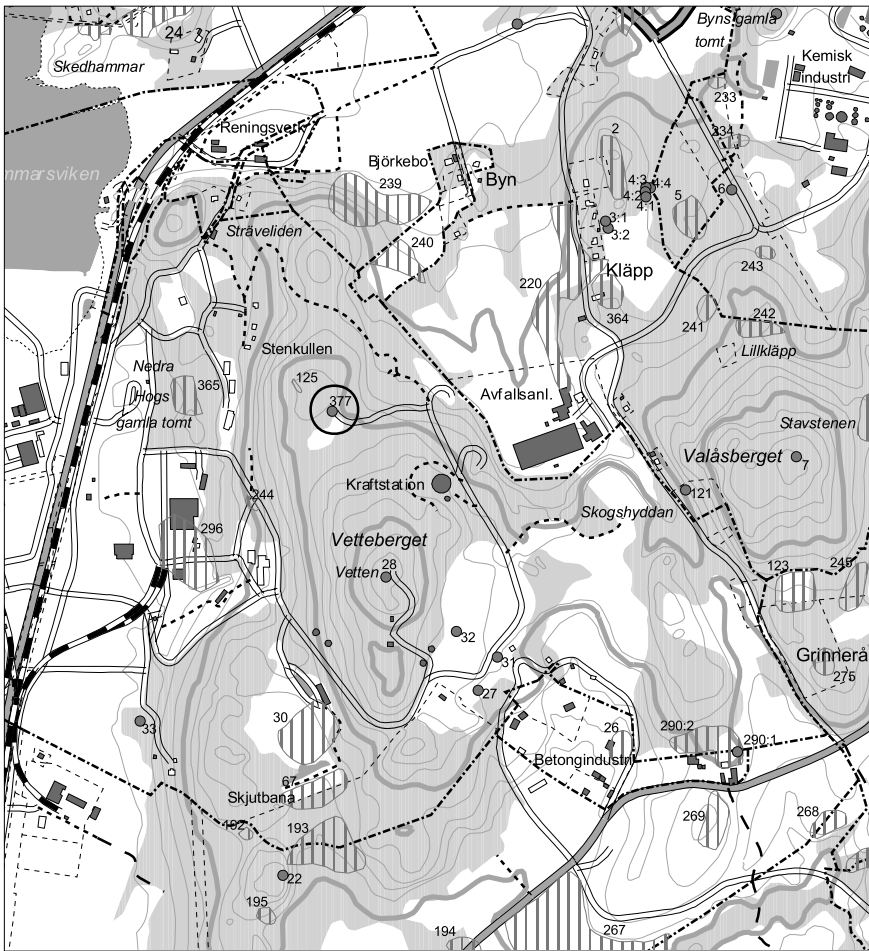 24
Skedhammar
Byns gamla
tomt
Kemisk
industri
233
234
Reningsverk
2
mmarsviken
Björkebo
Byn
239
4:3
4:4
4:2
4:1
5
6
3:1
3:2
Sträveliden
240
Kläpp
243
220
364
241
242
Lillkläpp
Stenkullen
Nedra
Hogs
gamla tomt
365
125
377
Avfallsanl.
Stavstenen
Valåsberget
7
Kraftstation
121
244
Skogshyddan
296
Vetteberget
Vetten
28
123
245
32
31
Grinnerå
275
27
30
33
26
290:2
290:1
Betongindustri
67
Skjutbana
192
193
269
268
22
195
194
267